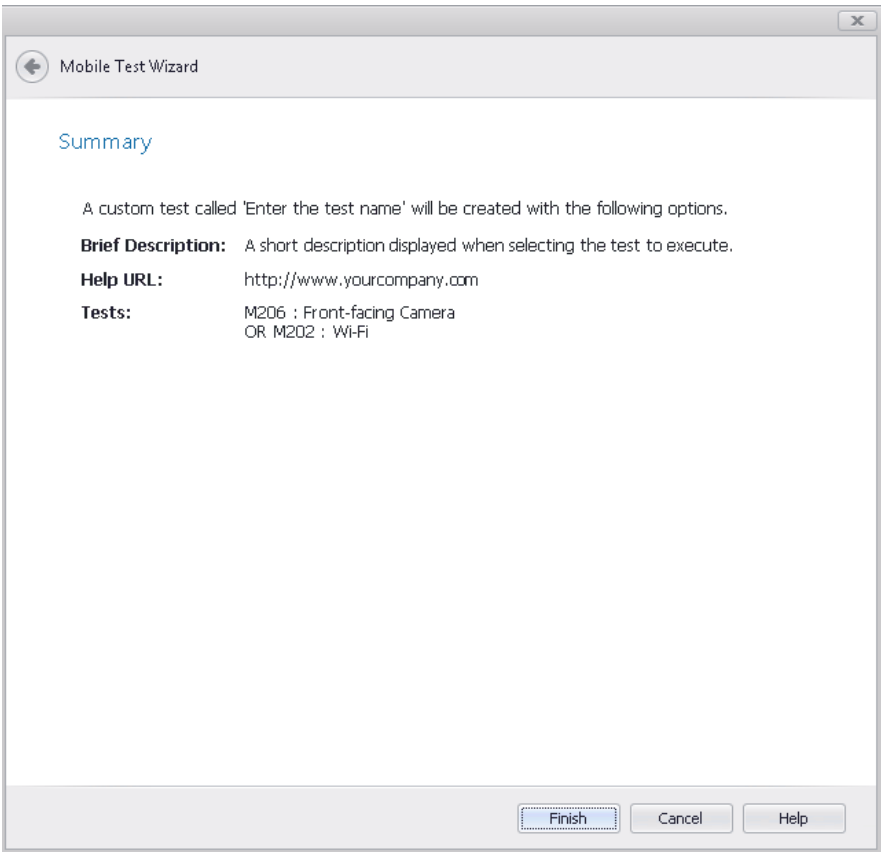 Mobile Test Wizard
Summary
A custom test called 'Enter the test name' will be created with the following options.
Brief Description: A short description displayed when selecting the test to execute.
Help URL: http://www.yourcompany.com
Tests: M206 : Front-facing Camera
OR M202 : Wi-Fi
Finish Cancel Help